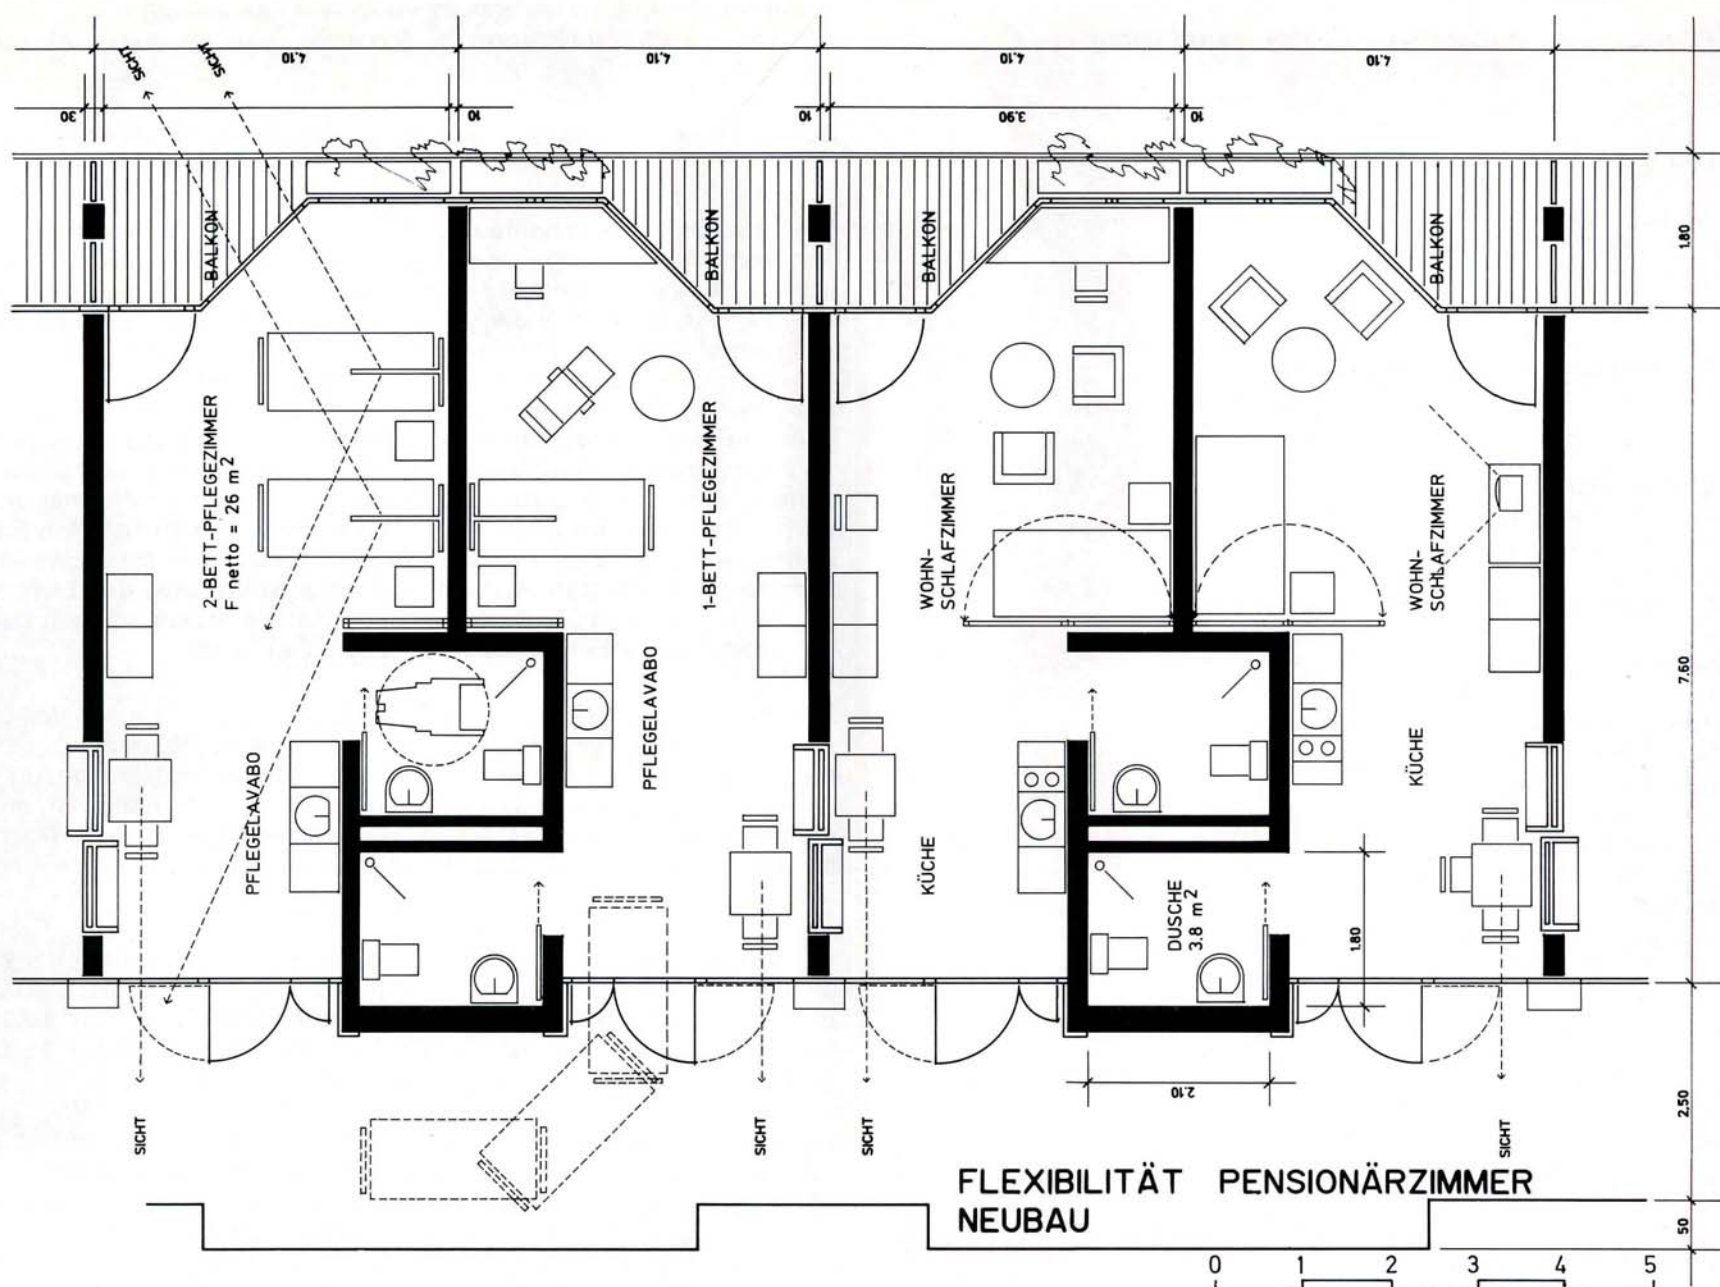 4.10
4.10
4.10
4.10
SICHT
SICHT
30
10
10
3.90
10
BALKON
BALKON
BALKON
BALKON
1.80
2-BETT-PFLEGEZIMMER
F netto = 26 m²
1-BETT-PFLEGEZIMMER
WOHN-
SCHLAFZIMMER
WOHN-
SCHLAFZIMMER
7.60
PFLEGELAVABO
PFLEGELAVABO
KÜCHE
KÜCHE
DUSCHE
3.8 m²
1.80
2.10
SICHT
SICHT
SICHT
SICHT
2.50
FLEXIBILITÄT PENSIONÄRZIMMER
NEUBAU
50
0 1 2 3 4 5